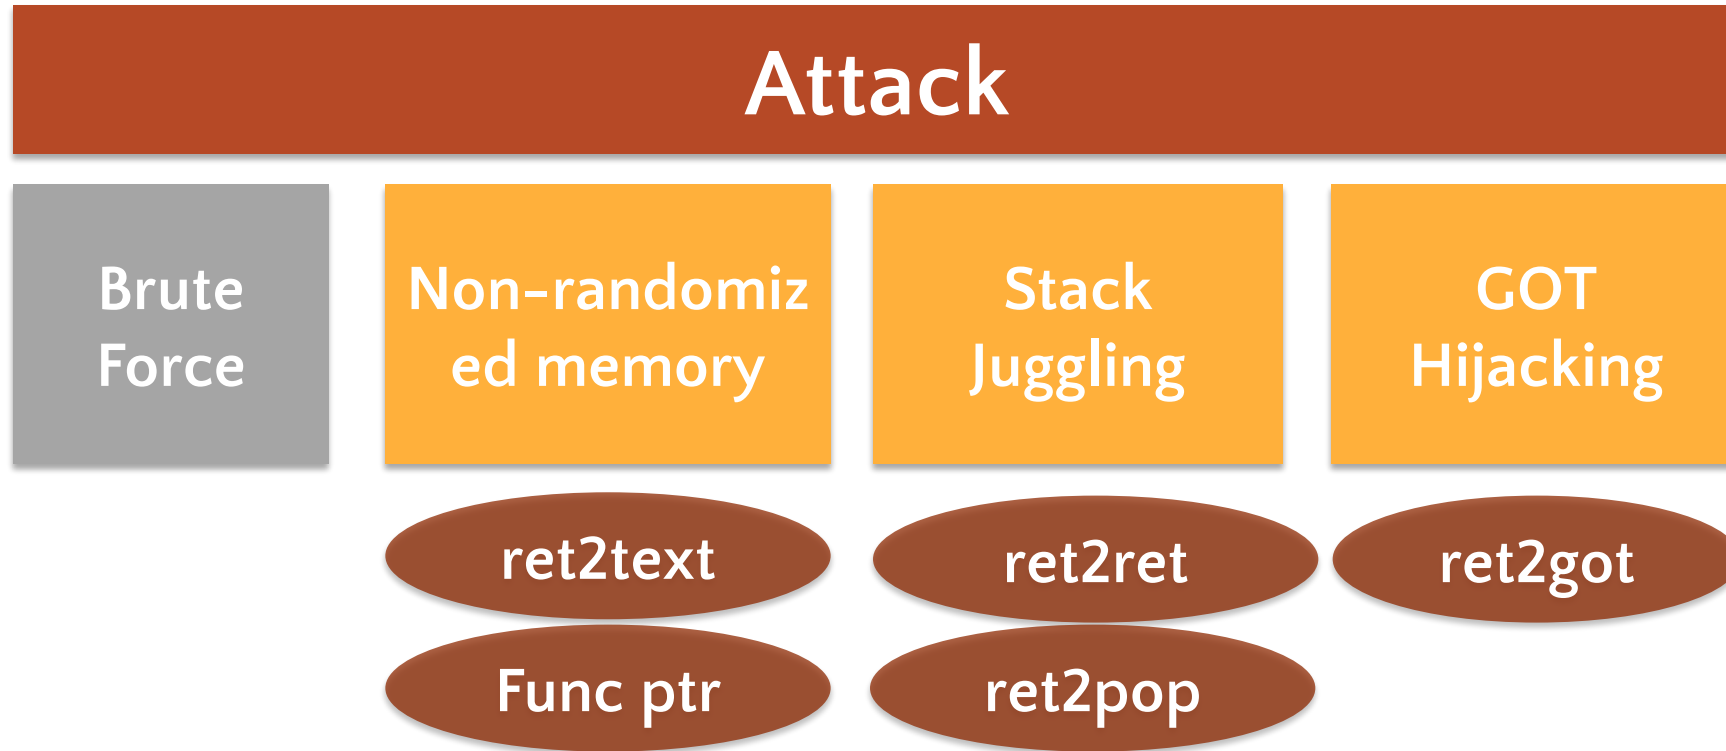 Attack
Brute
Force
Non-randomiz
ed memory
Stack
Juggling
GOT
Hijacking
ret2text
ret2ret
ret2got
Func ptr
ret2pop